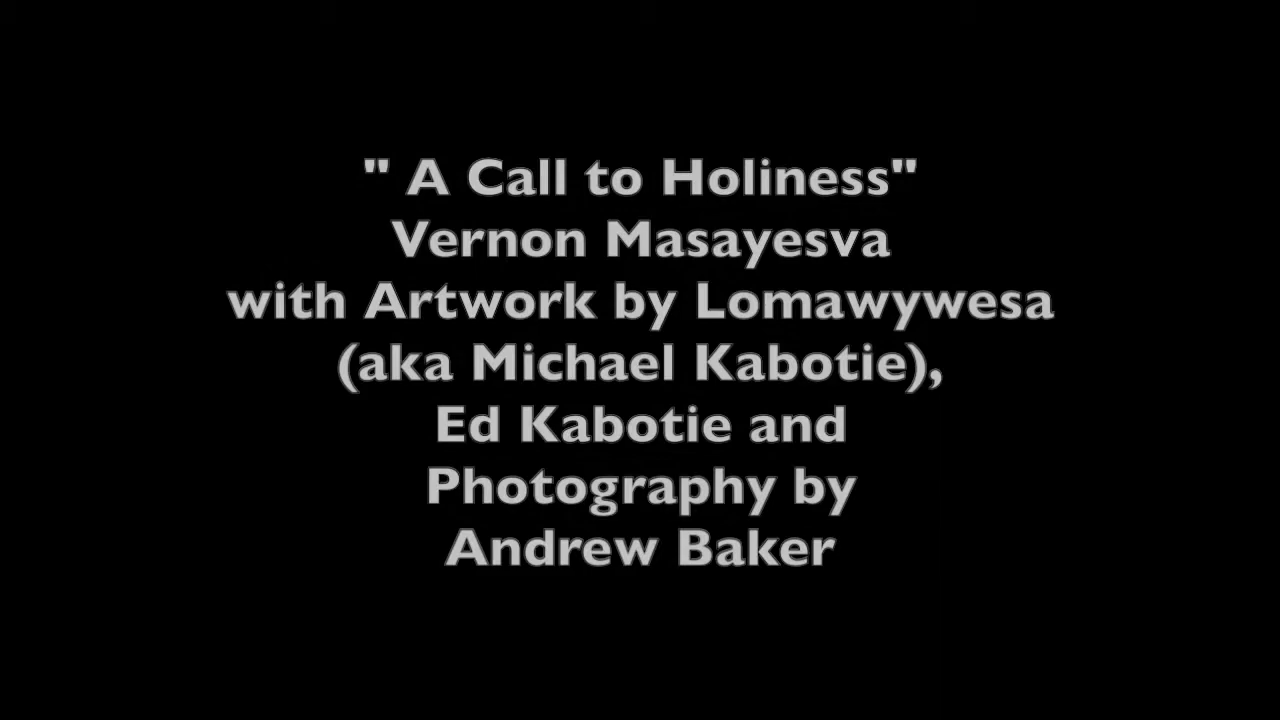 " A Call to Holiness"
Vernon Masayesva
with Artwork by Lomawywesa
(aka Michael Kabotie),
Ed Kabotie and
Photography by
Andrew Baker